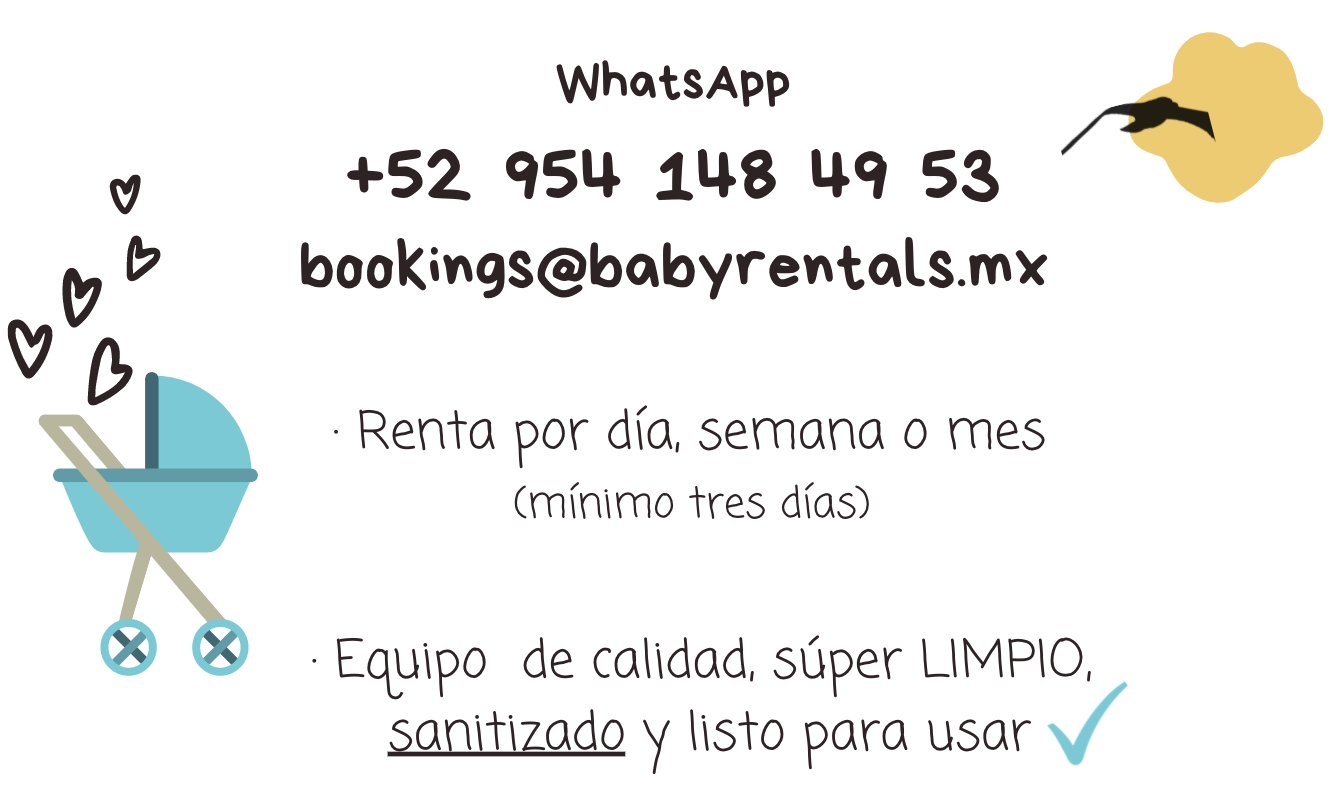 WhatsApp
+52 954 148 49 53
bookings@babyrentals.mx
· Renta por día, semana o mes
(mínimo tres días)
· Equipo de calidad, súper LIMPIO,
sanitizado y listo para usar